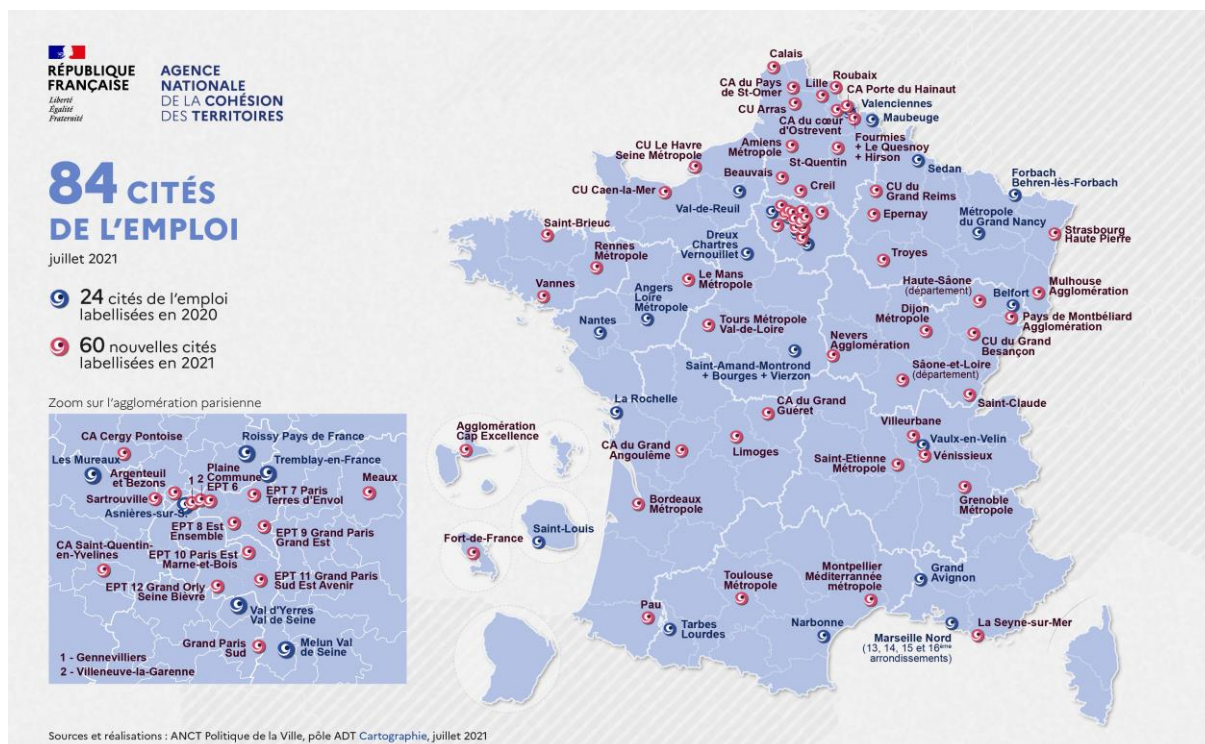 RÉPUBLIQUE
FRANÇAISE
Liberté
Égalité
Fraternité
AGENCE
NATIONALE
DE LA COHÉSION
DES TERRITOIRES
84 CITÉS
DE L'EMPLOI
juillet 2021
24 cités de l'emploi
labellisées en 2020
60 nouvelles cités
labellisées en 2021
Zoom sur l'agglomération parisienne
CA Cergy Pontoise
Roissy Pays de France
Les Mureaux
Tremblay-en-France
Argenteuil
et Bezons
1 2
Plaine
Commune
EPT 6
Meaux
Sartrouville
EPT 7 Paris
Terres d'Envol
Asnières-sur-S.
EPT 8 Est
Ensemble
EPT 9 Grand Paris
Grand Est
CA Saint-Quentin-
en-Yvelines
EPT 10 Paris Est
Marne-et-Bois
EPT 11 Grand Paris
Sud Est Avenir
EPT 12 Grand Orly
Seine Bièvre
Val d'Yerres
Val de Seine
Grand Paris
Sud
Melun Val
de Seine
1 - Gennevilliers
2 - Villeneuve-la-Garenne
Calais
CA du Pays
de St-Omer
Lille
Roubaix
CA Porte du Hainaut
Valenciennes
Maubeuge
CU Arras
CA du cœur
d'Ostrevent
Fourmies
+ Le Quesnoy
+ Hirson
CU Le Havre
Seine Métropole
Amiens
Métropole
St-Quentin
Sedan
Forbach
Behren-lès-Forbach
Beauvais
CU Caen-la-Mer
Creil
CU du
Grand Reims
Val-de-Reuil
Epernay
Métropole
du Grand Nancy
Strasbourg
Haute Pierre
Saint-Brieuc
Dreux
Chartres
Vernouillet
Rennes
Métropole
Troyes
Le Mans
Métropole
Haute-Sâone
(département)
Belfort
Mulhouse
Agglomération
Vannes
Angers
Loire
Métropole
Nantes
Tours Métropole
Val-de-Loire
Dijon
Métropole
Pays de Montbéliard
Agglomération
Nevers
Agglomération
CU du Grand
Besançon
Saint-Amand-Montrond
+ Bourges + Vierzon
Sâone-et-Loire
(département)
Saint-Claude
La Rochelle
CA du Grand
Guéret
Villeurbane
Agglomération
Cap Excellence
CA du Grand
Angoulême
Limoges
Vaulx-en-Velin
Saint-Etienne
Métropole
Vénissieux
Bordeaux
Métropole
Grenoble
Métropole
Saint-Louis
Fort-de-France
Grand
Avignon
Toulouse
Métropole
Montpellier
Méditerrannée
métropole
Pau
Tarbes
Lourdes
Narbonne
La Seyne-sur-Mer
Marseille Nord
(13, 14, 15 et 16ème
arrondissements)
Sources et réalisations : ANCT Politique de la Ville, pôle ADT Cartographie, juillet 2021